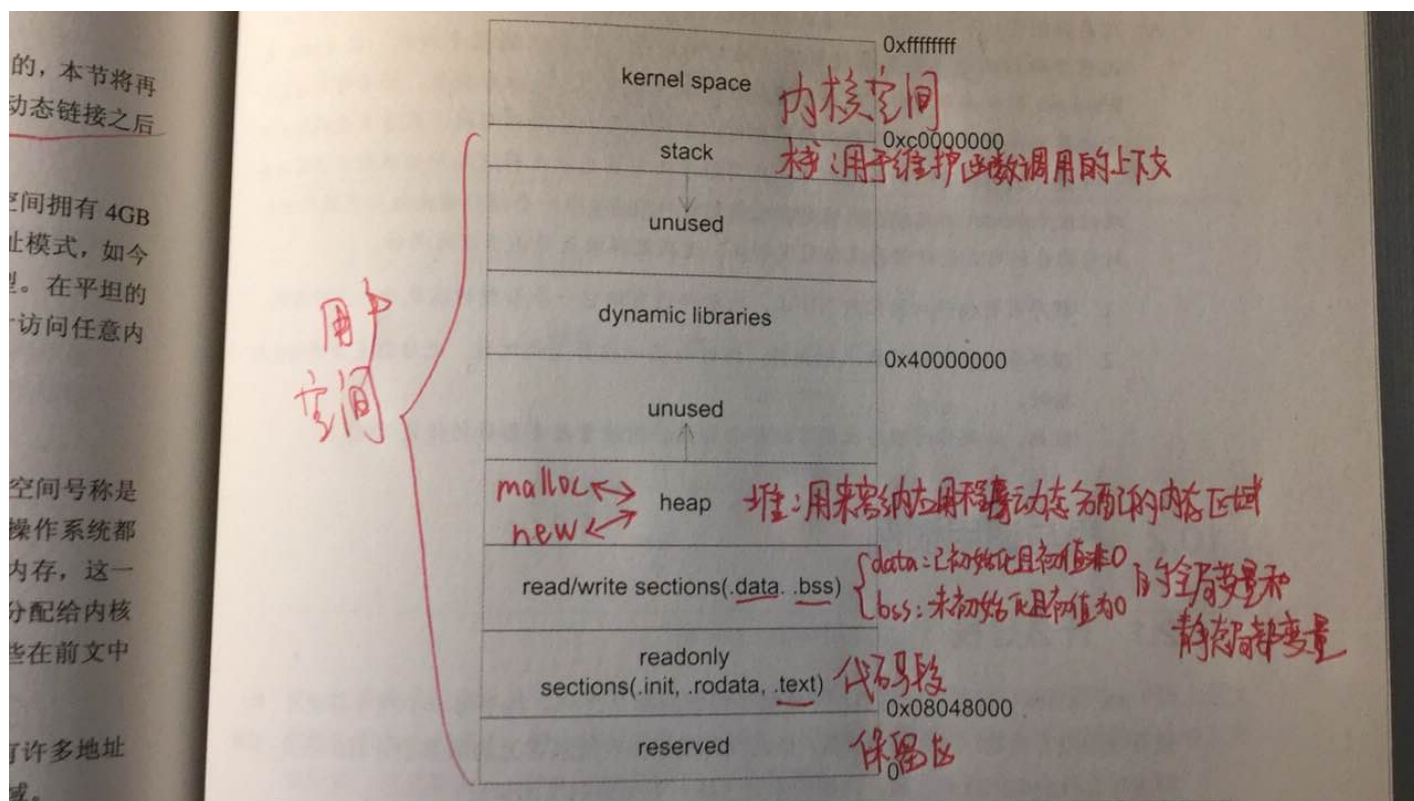 的，本节将再
动态链接之后
空间拥有 4GB
址模式，如今
型。在平坦的
访问任意内
空间号称是
操作系统都
内存，这一
分配给内核
些在前文中
有许多地址
域。
0xffffffff
kernel space 内核空间
0xc0000000
stack 栈：用于维护函数调用的上下文
unused
dynamic libraries
用户
空间
0x40000000
unused
malloc
new
heap 堆：用来容纳应用程序动态分配的内存区域
read/write sections(.data. .bss)
data：已初始化且初值非0
bss：未初始化且初值为0
的全局变量和
静态局部变量
readonly
sections(.init, .rodata, .text) 代码段
0x08048000
reserved 保留区
0